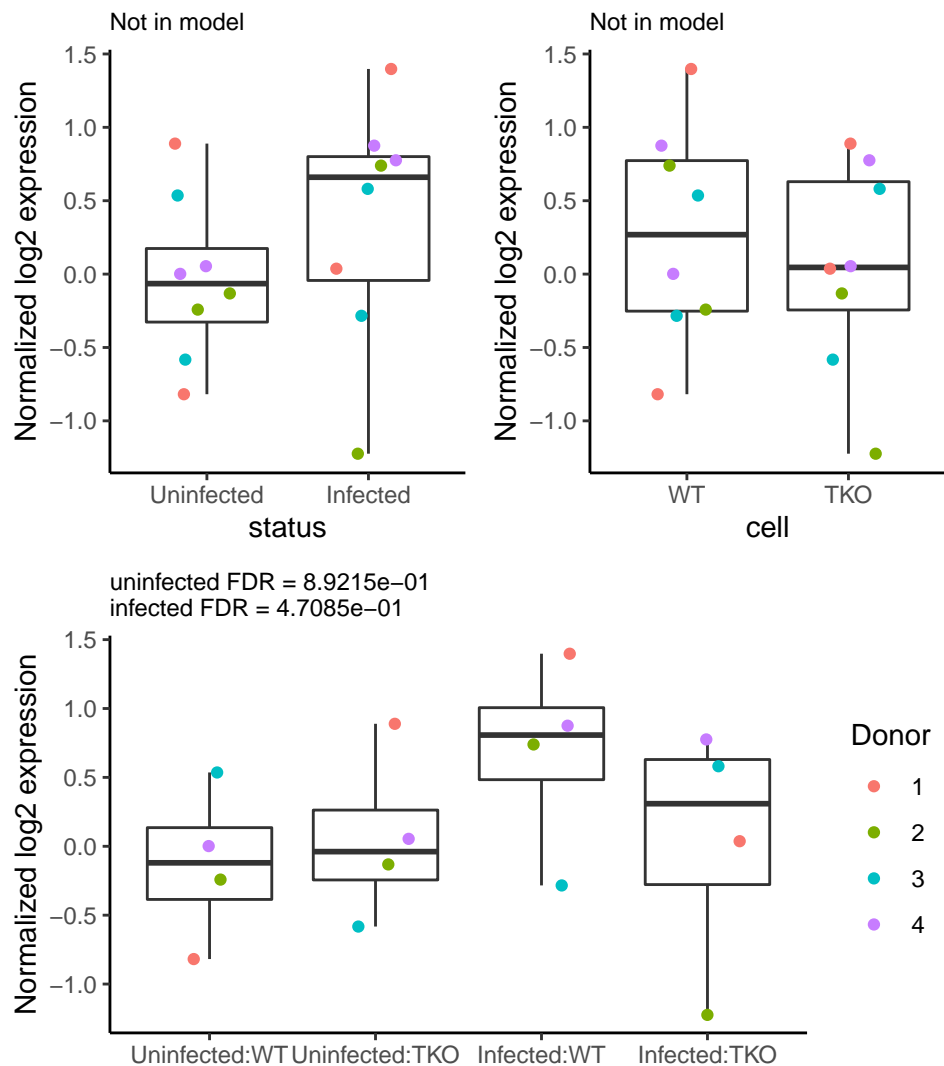 Not in model
Normalized log2 expression
1.5
1.0
0.5
0.0
−0.5
−1.0
Uninfected Infected
status
Not in model
Normalized log2 expression
1.5
1.0
0.5
0.0
−0.5
−1.0
WT TKO
cell
uninfected FDR = 8.9215e−01
infected FDR = 4.7085e−01
Normalized log2 expression
1.5
1.0
0.5
0.0
−0.5
−1.0
Uninfected:WT Uninfected:TKO Infected:WT Infected:TKO
Donor
1
2
3
4